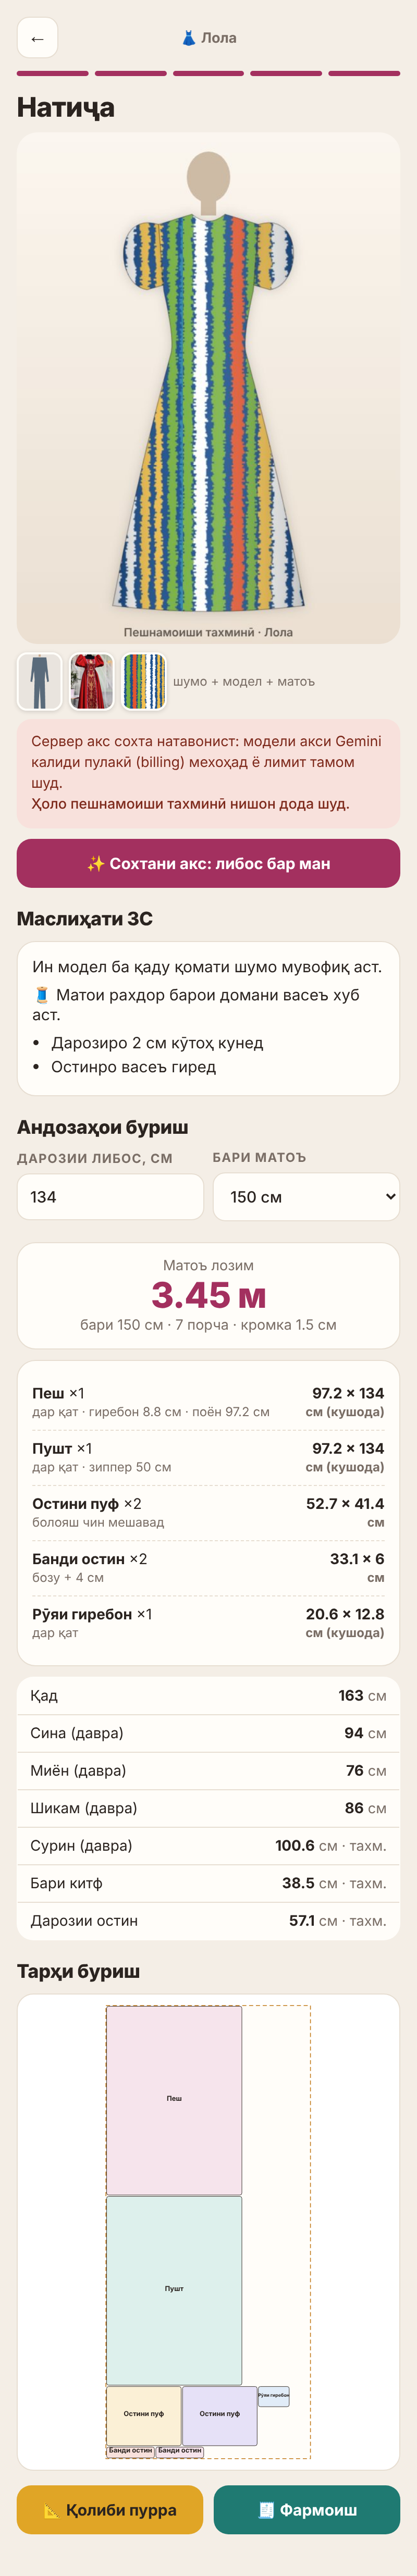 ←
👗 Лола
Натиҷа
Пешнамоиши тахминӣ · Лола
шумо + модел + матоъ
Сервер акс сохта натавонист: модели акси Gemini
калиди пулакӣ (billing) мехоҳад ё лимит тамом
шуд.
Ҳоло пешнамоиши тахминӣ нишон дода шуд.
✨ Сохтани акс: либос бар ман
Маслиҳати ЗС
Ин модел ба қаду қомати шумо мувофиқ аст.
🧵 Матои рахдор барои домани васеъ хуб
аст.
• Дарозиро 2 см кӯтоҳ кунед
• Остинро васеъ гиред
Андозаҳои буриш
ДАРОЗИИ ЛИБОС, СМ
БАРИ МАТОЪ
134
150 см
Матоъ лозим
3.45 м
бари 150 см · 7 порча · кромка 1.5 см
Пеш ×1
97.2 × 134
дар қат · гиребон 8.8 см · поён 97.2 см
см (кушода)
Пушт ×1
97.2 × 134
дар қат · зиппер 50 см
см (кушода)
Остини пуф ×2
52.7 × 41.4
болояш чин мешавад
см
Банди остин ×2
33.1 × 6
бозу + 4 см
см
Рӯяи гиребон ×1
20.6 × 12.8
дар қат
см (кушода)
Қад
163 см
Сина (давра)
94 см
Миён (давра)
76 см
Шикам (давра)
86 см
Сурин (давра)
100.6 см · тахм.
Бари китф
38.5 см · тахм.
Дарозии остин
57.1 см · тахм.
Тарҳи буриш
Пеш
Пушт
Остини пуф
Остини пуф
Рӯяи гиребон
Банди остин
Банди остин
📐 Қолиби пурра
🧾 Фармоиш